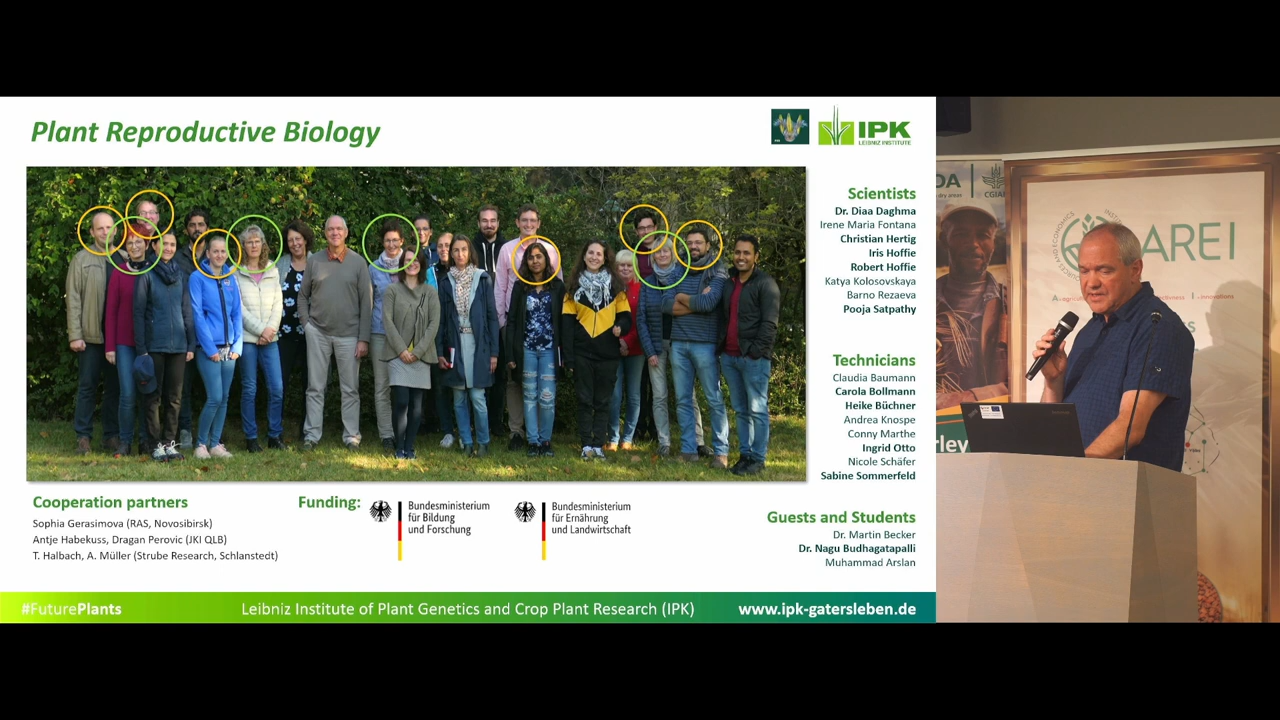 Plant Reproductive Biology
IPK
LEIBNIZ INSTITUTE
Scientists
Dr. Diaa Daghma
Irene Maria Fontana
Christian Hertig
Iris Hoffie
Robert Hoffie
Katya Kolosovskaya
Barno Rezaeva
Pooja Satpathy
Technicians
Claudia Baumann
Carola Bollmann
Heike Büchner
Andrea Knospe
Conny Marthe
Ingrid Otto
Nicole Schäfer
Sabine Sommerfeld
Cooperation partners
Sophia Gerasimova (RAS, Novosibirsk)
Antje Habekuss, Dragan Perovic (JKI QLB)
T. Halbach, A. Müller (Strube Research, Schlanstedt)
Funding:
Bundesministerium
für Bildung
und Forschung
Bundesministerium
für Ernährung
und Landwirtschaft
Guests and Students
Dr. Martin Becker
Dr. Nagu Budhagatapalli
Muhammad Arslan
#FuturePlants
Leibniz Institute of Plant Genetics and Crop Plant Research (IPK)
www.ipk-gatersleben.de
DA
CGIAR
AREI
rley